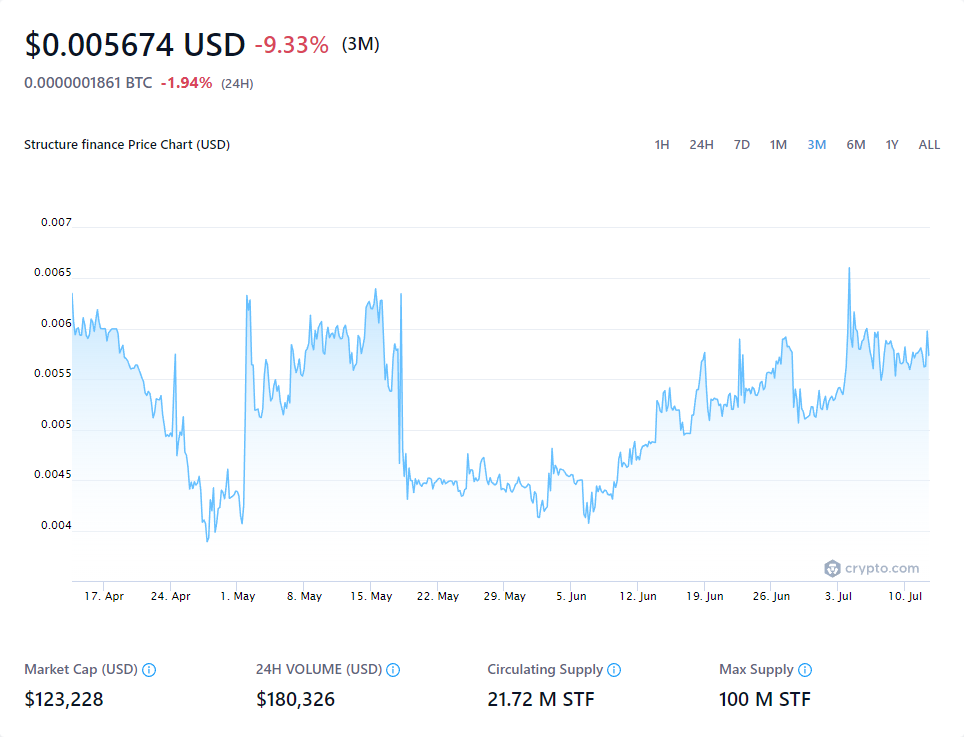 $0.005674 USD -9.33% (3M)
0.0000001861 BTC -1.94% (24H)
Structure finance Price Chart (USD) 1H 24H 7D 1M 3M 6M 1Y ALL
0.007
0.0065
0.006
0.0055
0.005
0.0045
0.004
crypto.com
17. Apr 24. Apr 1. May 8. May 15. May 22. May 29. May 5. Jun 12. Jun 19. Jun 26. Jun 3. Jul 10. Jul
Market Cap (USD) 24H VOLUME (USD) Circulating Supply Max Supply
$123,228 $180,326 21.72 M STF 100 M STF